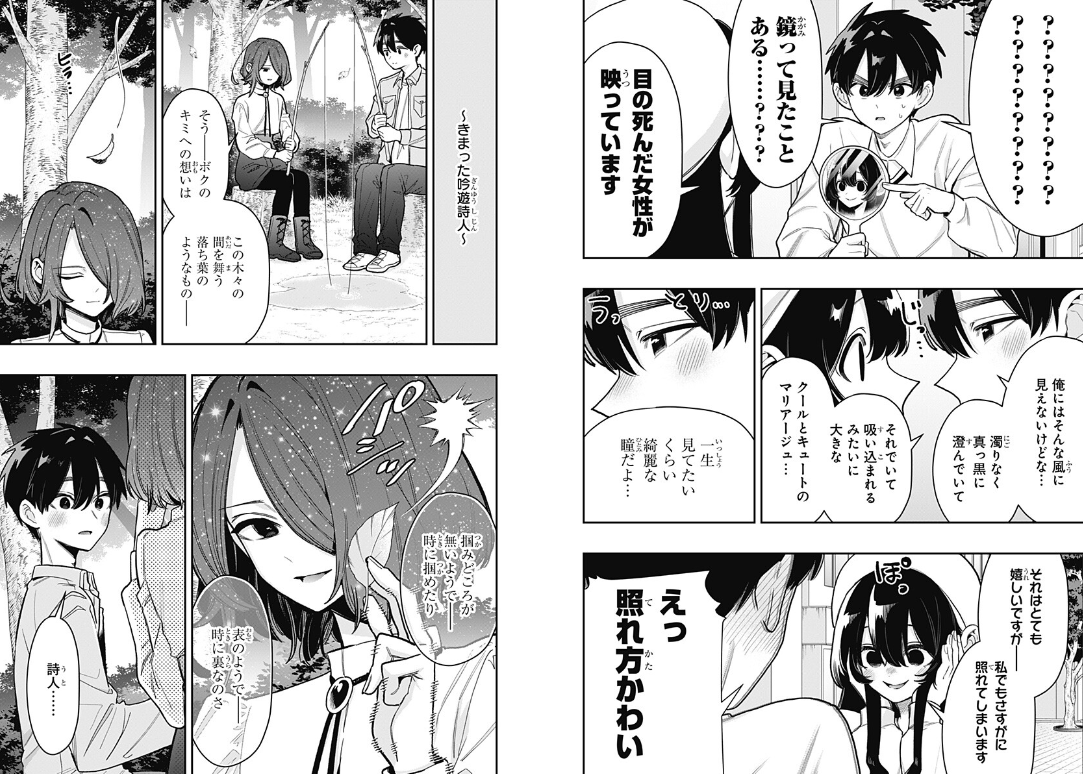 ？？？？？？？？？
？？？？？？？？？
鏡って見たこと
ある……？？？
目の死んだ女性が
映っています
俺にはそんな風に
見えないけどな…
濁りなく
真っ黒に
澄んでいて
じっ…
それでいて
吸い込まれる
みたいに
大きな
クールとキュートの
マリアージュ…
うっとり…
一生
見てたい
くらい
綺麗な
瞳だよ…
それはとても
嬉しいですが―
私でもさすがに
照れてしまいます
ぽっ
えっ
照れ方かわいい
～きまった吟遊詩人～
そう――ボクの
キミへの想いは
この木々の
間を舞う
落ち葉の
ようなもの――
ヒラ…
パシッ
掴みどころが
無いようで――
時に掴めたり
表のようで――
時に裏なのさ
詩人……